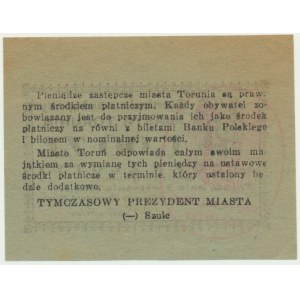 Pieniądze zastępcze miasta Torunia są praw-
nym środkiem płatniczym. Każdy obywatel zo-
bowiązany jest do przyjmowania ich jako środek
płatniczy na równi z biletami Banku Polskiego
i bilonem w nominalnej wartości.
Miasto Toruń odpowiada całym swoim ma-
jątkiem za wymianę tych pieniędzy na ustawowe
środki płatnicze w terminie, który ustalony bę-
dzie dodatkowo.
TYMCZASOWY PREZYDENT MIASTA
(—) Szulc